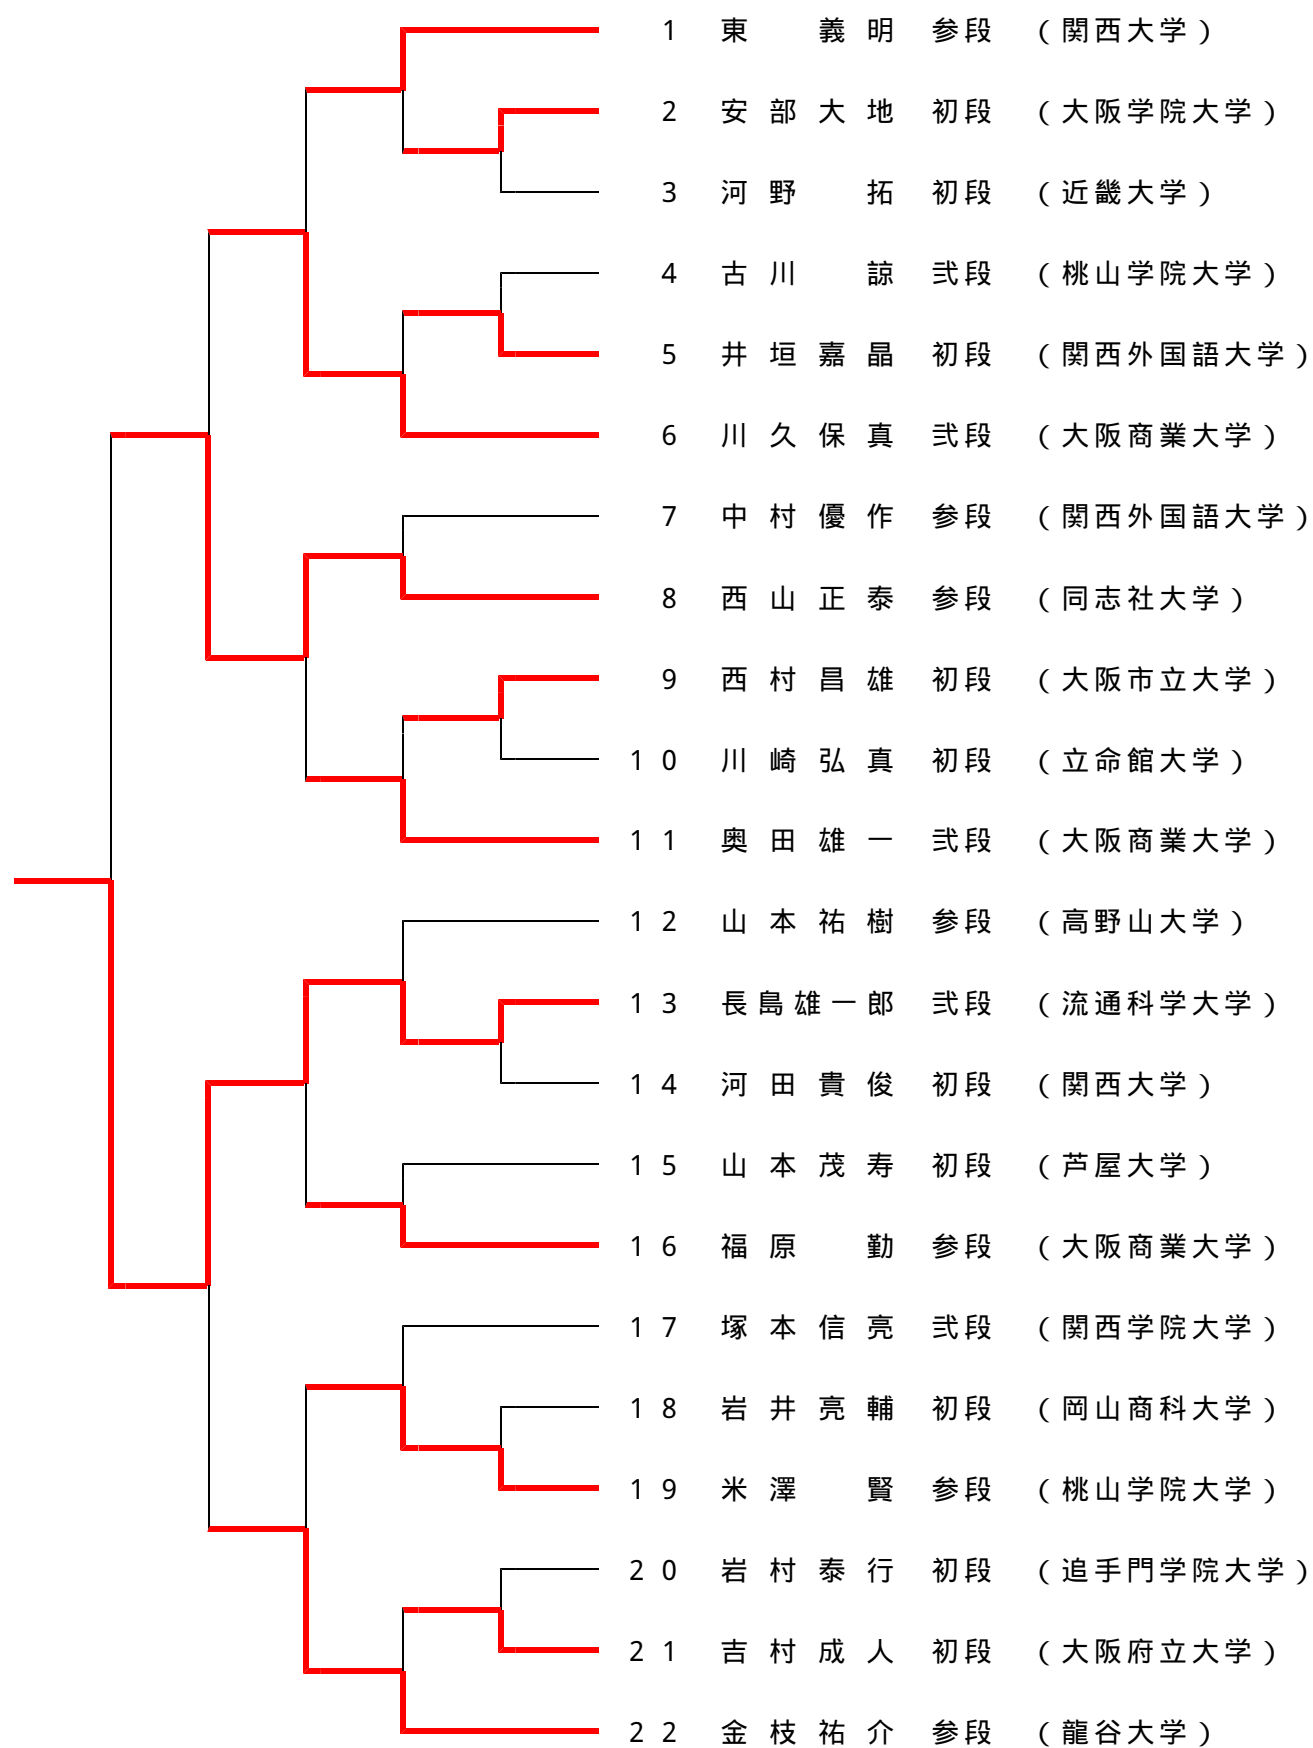 1 東 義明 参段 （関西大学）
2 安部大地 初段 （大阪学院大学）
3 河野 拓 初段 （近畿大学）
4 古川 諒 弐段 （桃山学院大学）
5 井垣嘉晶 初段 （関西外国語大学）
6 川久保真 弐段 （大阪商業大学）
7 中村優作 参段 （関西外国語大学）
8 西山正泰 参段 （同志社大学）
9 西村昌雄 初段 （大阪市立大学）
10 川崎弘真 初段 （立命館大学）
11 奥田雄一 弐段 （大阪商業大学）
12 山本祐樹 参段 （高野山大学）
13 長島雄一郎 弐段 （流通科学大学）
14 河田貴俊 初段 （関西大学）
15 山本茂寿 初段 （芦屋大学）
16 福原 勤 参段 （大阪商業大学）
17 塚本信亮 弐段 （関西学院大学）
18 岩井亮輔 初段 （岡山商科大学）
19 米澤 賢 参段 （桃山学院大学）
20 岩村泰行 初段 （追手門学院大学）
21 吉村成人 初段 （大阪府立大学）
22 金枝祐介 参段 （龍谷大学）